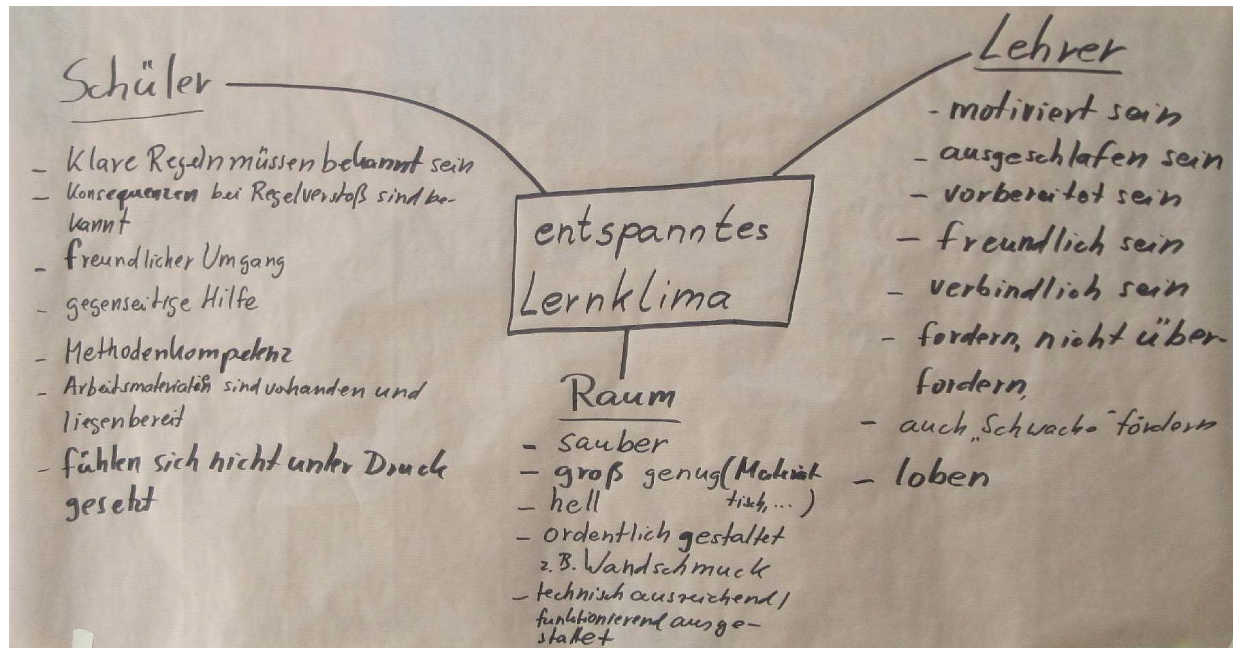 Schüler
- Klare Regeln müssen bekannt sein
- Konsequenzen bei Regelverstoß sind be-
kannt
- freundlicher Umgang
- gegenseitige Hilfe
- Methodenkompetenz
- Arbeitsmaterialien sind vorhanden und
liegen bereit
- fühlen sich nicht unter Druck
gesetzt
entspanntes
Lernklima
Raum
- sauber
- groß genug (Material
tisch, ...)
- hell
- ordentlich gestaltet
z.B. Wandschmuck
- technisch ausreichend /
funktionierend ausge-
stattet
Lehrer
- motiviert sein
- ausgeschlafen sein
- vorbereitet sein
- freundlich sein
- verbindlich sein
- fordern, nicht über-
fordern,
- auch „Schwache" fördern
- loben